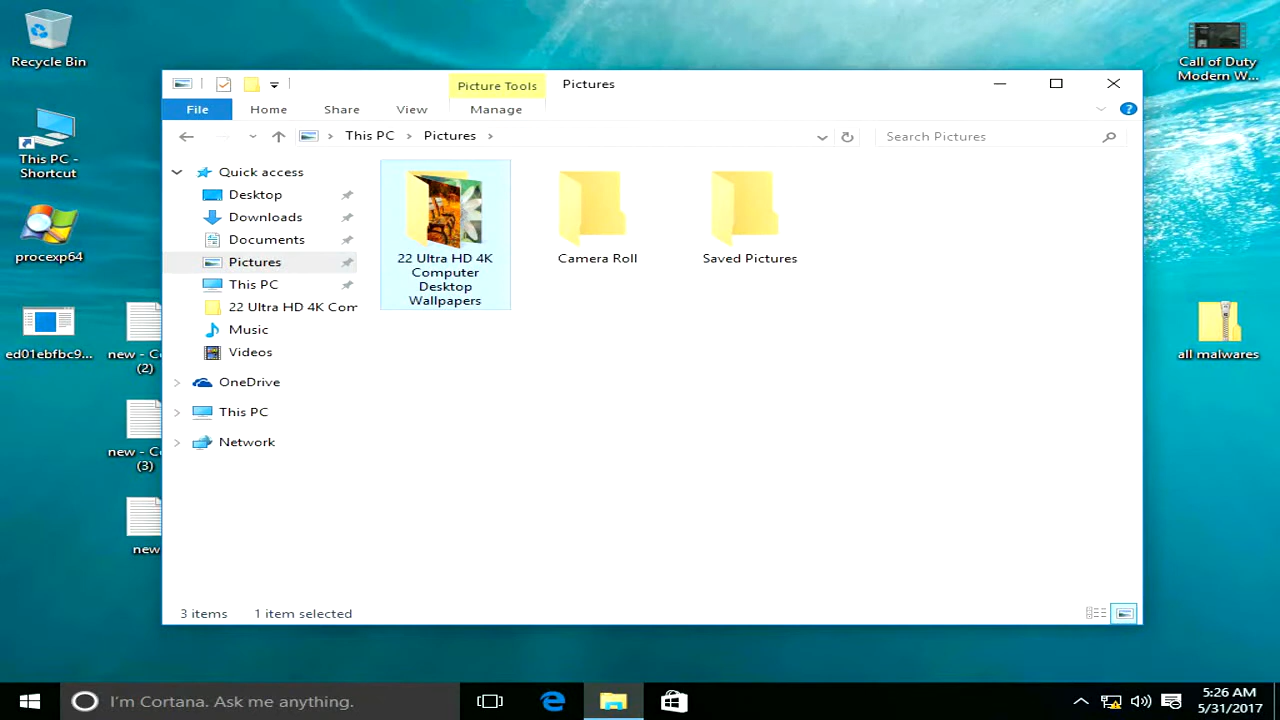 Recycle Bin
This PC -
Shortcut
procexp64
ed01ebfbc9...
new - Co
(2)
new - Co
(3)
new
Picture Tools
Pictures
File
Home
Share
View
Manage
This PC
Pictures
Search Pictures
Quick access
Desktop
Downloads
Documents
Pictures
This PC
22 Ultra HD 4K Com
Music
Videos
OneDrive
This PC
Network
22 Ultra HD 4K
Computer
Desktop
Wallpapers
Camera Roll
Saved Pictures
3 items
1 item selected
Call of Duty
Modern W...
all malwares
I'm Cortana. Ask me anything.
5:26 AM
5/31/2017